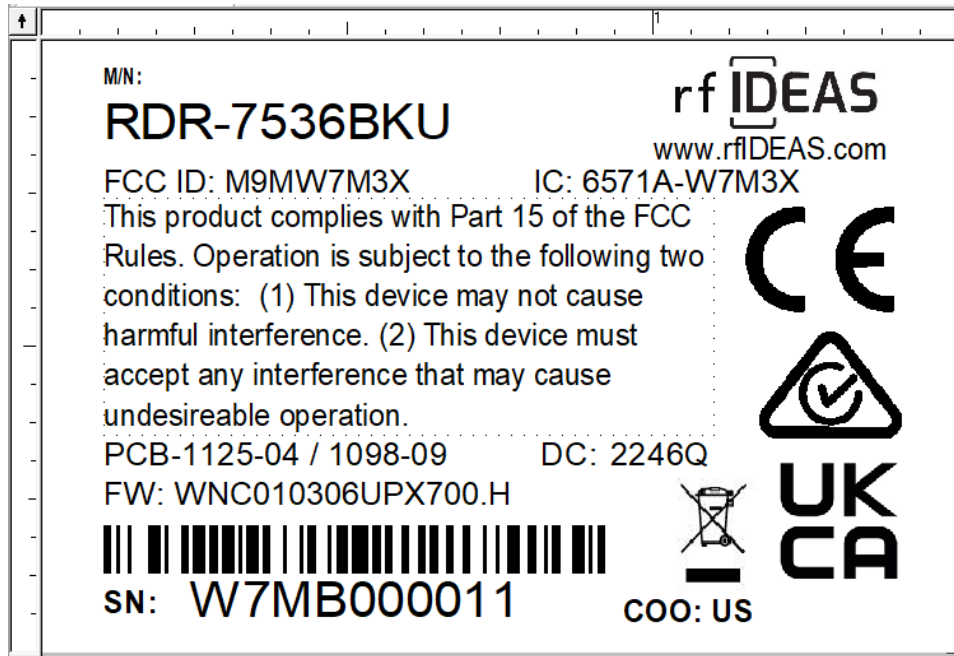 1
M/N:
RDR-7536BKU
rf IDEAS
www.rfIDEAS.com
FCC ID: M9MW7M3X IC: 6571A-W7M3X
This product complies with Part 15 of the FCC
Rules. Operation is subject to the following two
conditions: (1) This device may not cause
harmful interference. (2) This device must
accept any interference that may cause
undesireable operation.
CE
PCB-1125-04 / 1098-09 DC: 2246Q
FW: WNC010306UPX700.H
UK
CA
SN: W7MB000011
COO: US